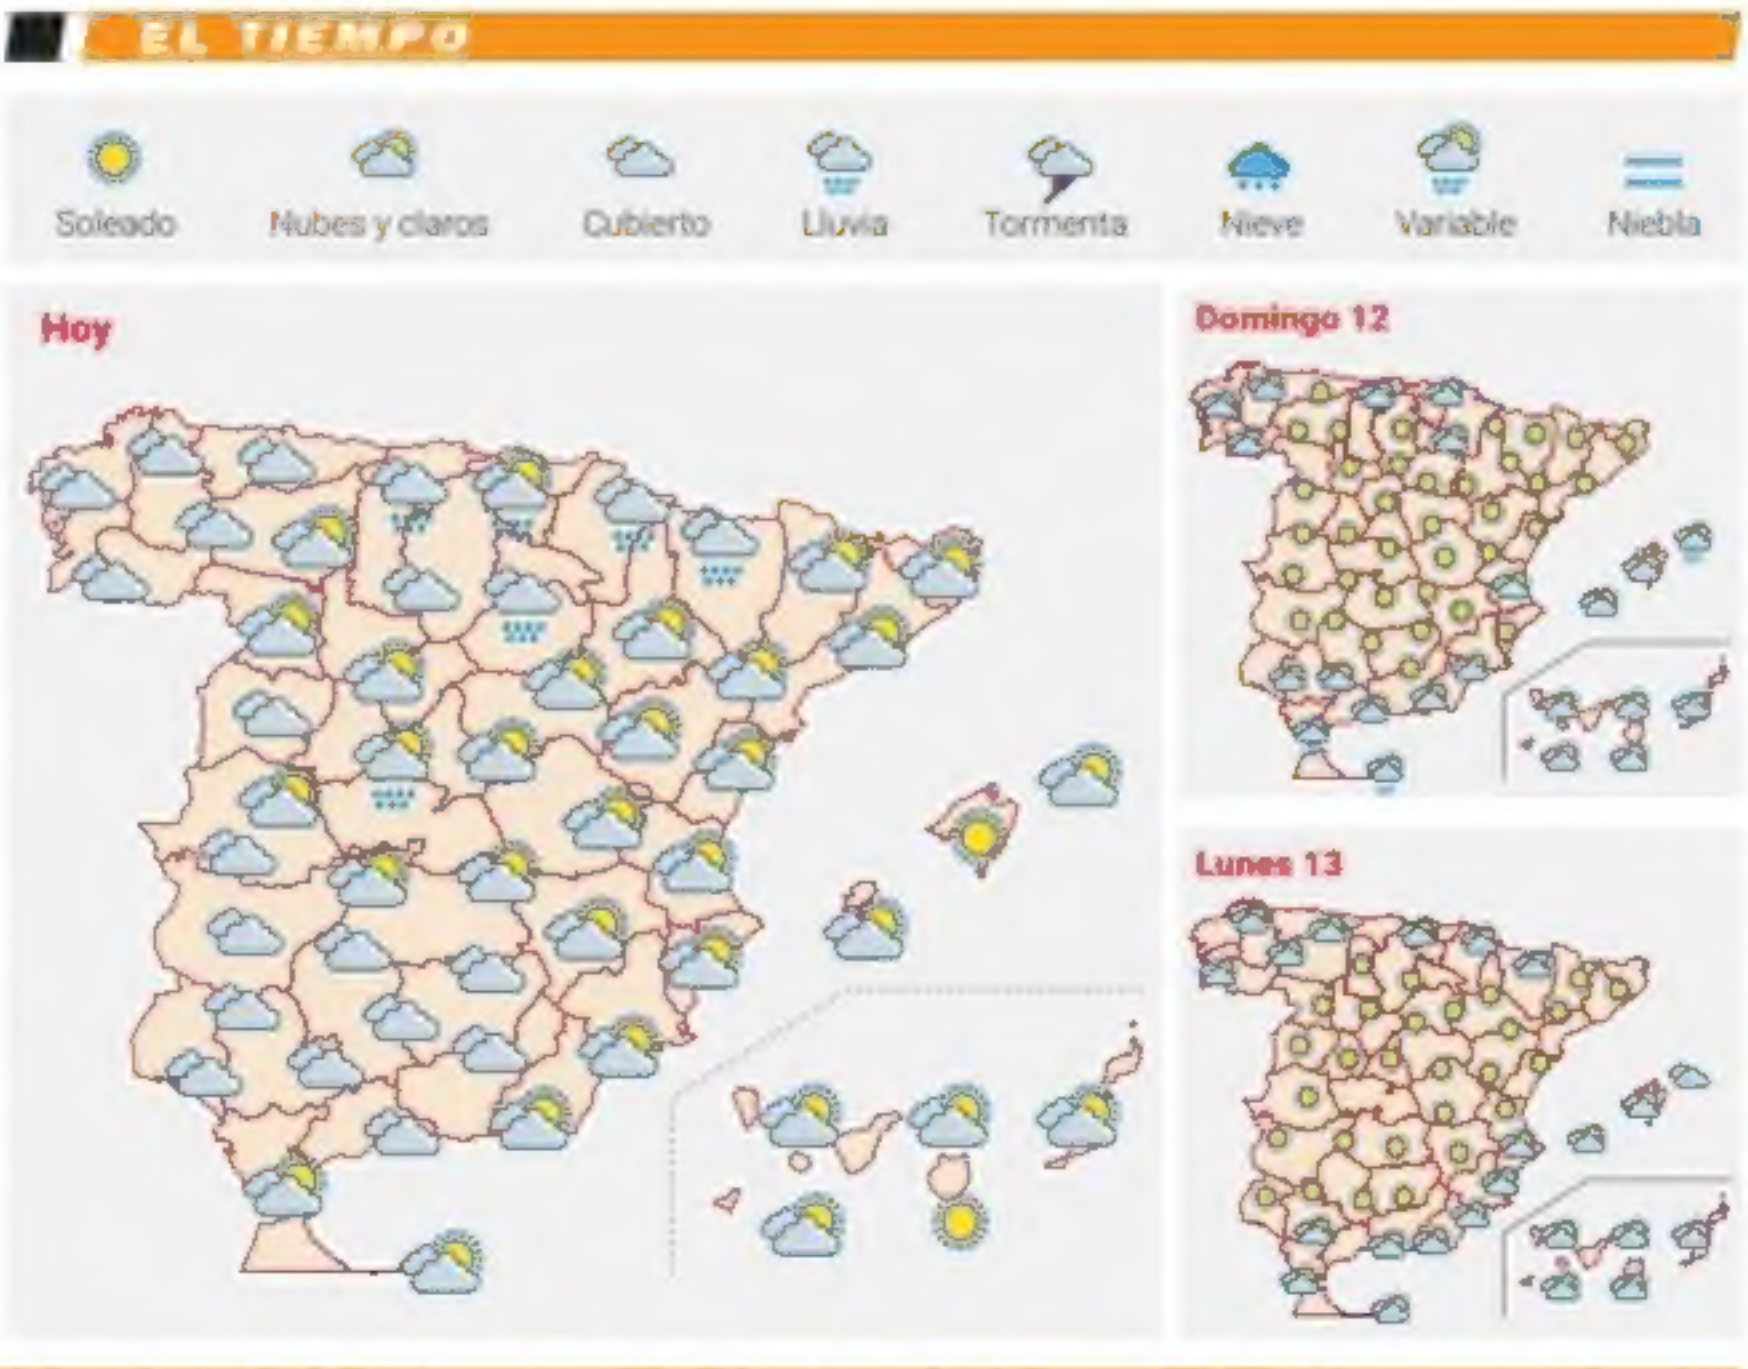 EL TIEMPO
Soleado Nubes y claros Cubierto Lluvia Tormenta Nieve Variable Niebla
Hoy
Domingo 12
Lunes 13